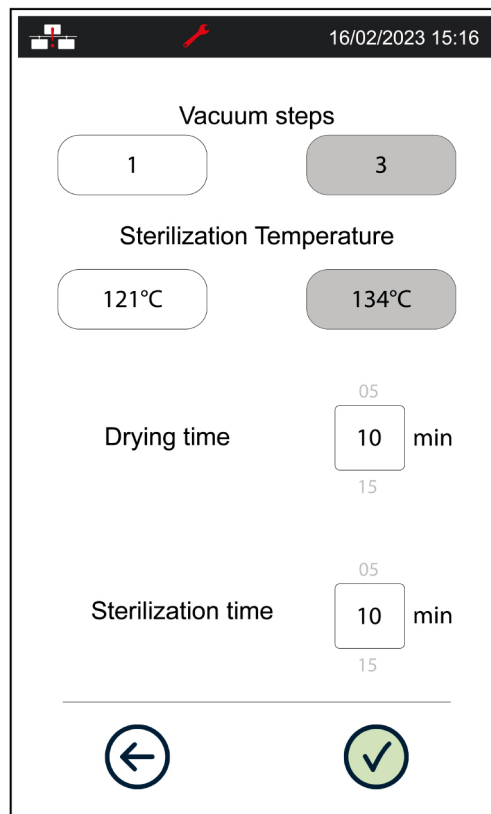 16/02/2023 15:16
Vacuum steps
1 3
Sterilization Temperature
121°C 134°C
05
Drying time 10 min
15
05
Sterilization time 10 min
15